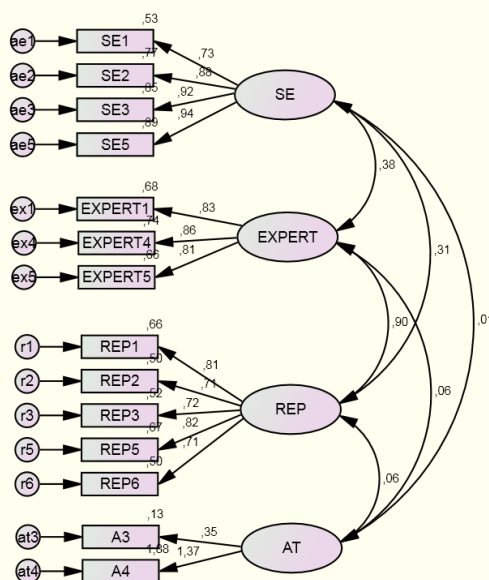 ,53
ae1 SE1 ,73
,77
ae2 SE2 ,88
,85
ae3 SE3 ,92
,89
ae5 SE5 ,94
SE
,38
,68
ex1 EXPERT1 ,83
,74
ex4 EXPERT4 ,86
,66
ex5 EXPERT5 ,81
EXPERT
,31
,90
,06
,66
r1 REP1 ,81
,50
r2 REP2 ,71
,52
r3 REP3 ,72
,67
r5 REP5 ,82
,50
r6 REP6 ,71
REP
,06
,13
at3 A3 ,35
1,88
at4 A4 1,37
AT